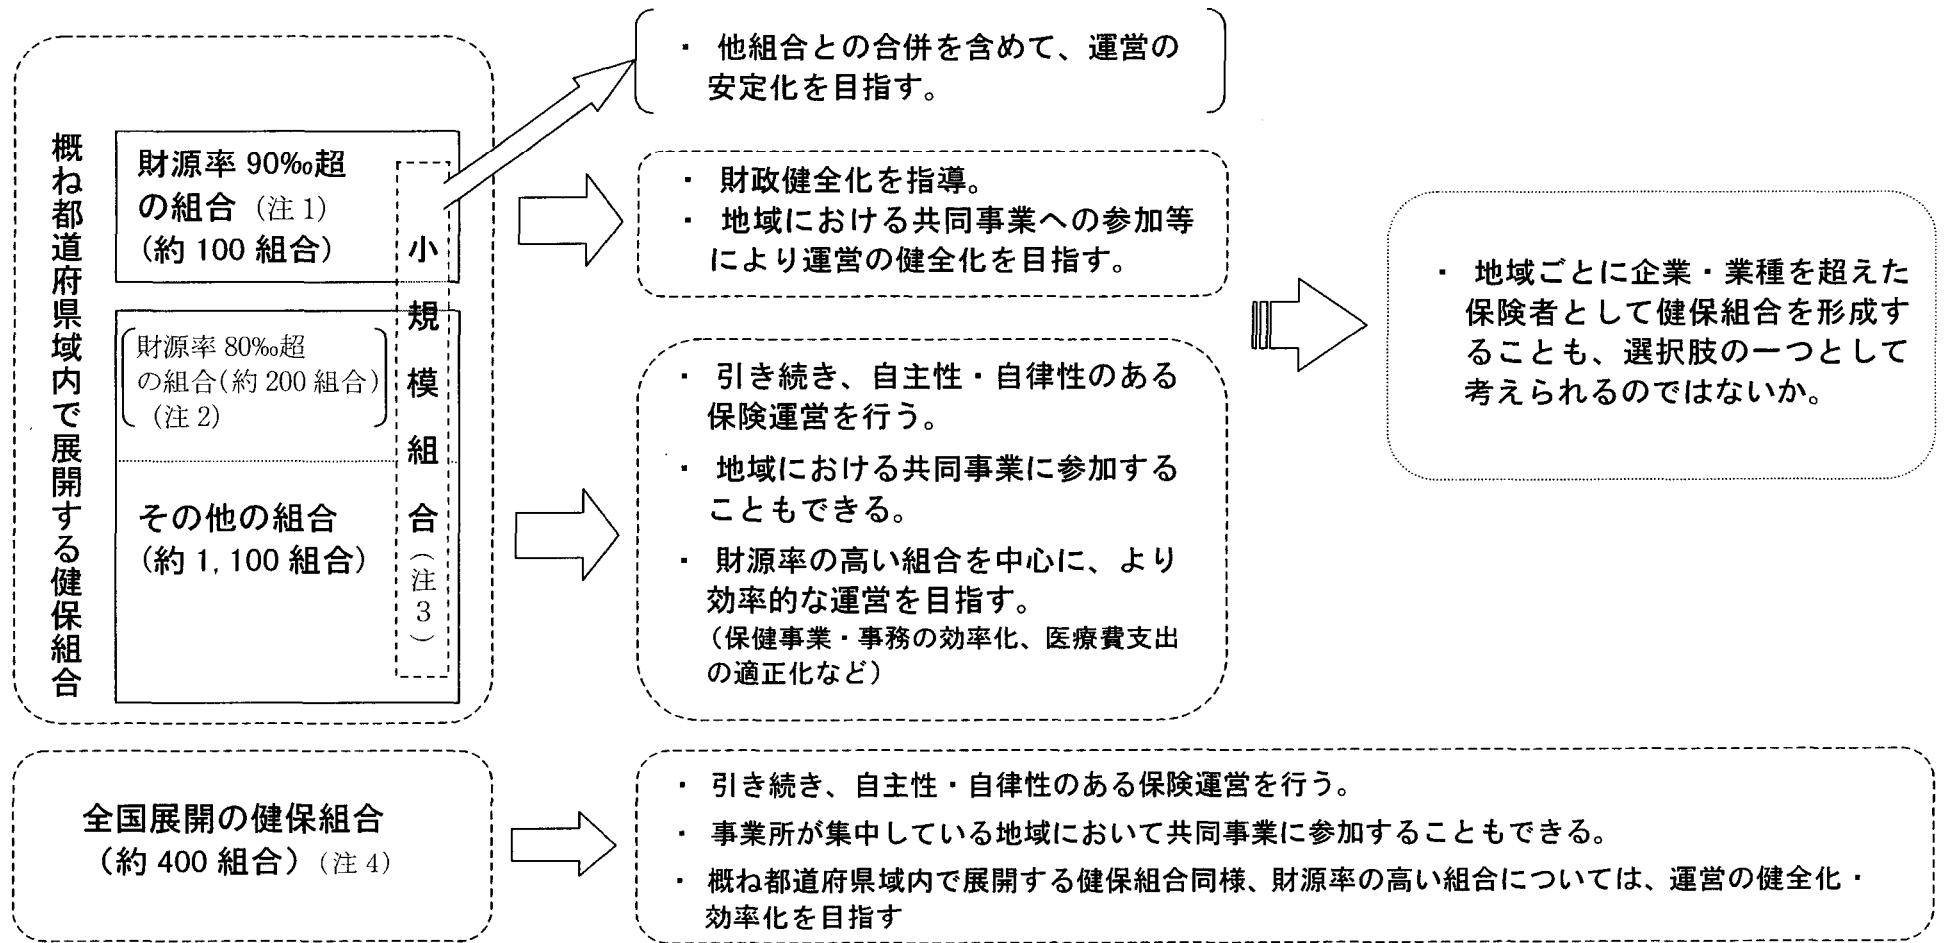 概ね都道府県域内で展開する健保組合
財源率 90‰超
の組合（注1）
（約 100 組合）
財源率 80‰超
の組合（約 200 組合）
（注2）
その他の組合
（約 1,100 組合）
小規模組合（注3）
・ 他組合との合併を含めて、運営の
安定化を目指す。
・ 財政健全化を指導。
・ 地域における共同事業への参加等
により運営の健全化を目指す。
・ 引き続き、自主性・自律性のある
保険運営を行う。
・ 地域における共同事業に参加する
こともできる。
・ 財源率の高い組合を中心に、より
効率的な運営を目指す。
（保健事業・事務の効率化、医療費支出
の適正化など）
・ 地域ごとに企業・業種を超えた
保険者として健保組合を形成す
ることも、選択肢の一つとして
考えられるのではないか。
全国展開の健保組合
（約 400 組合）（注4）
・ 引き続き、自主性・自律性のある保険運営を行う。
・ 事業所が集中している地域において共同事業に参加することもできる。
・ 概ね都道府県域内で展開する健保組合同様、財源率の高い組合については、運営の健全化・
効率化を目指す